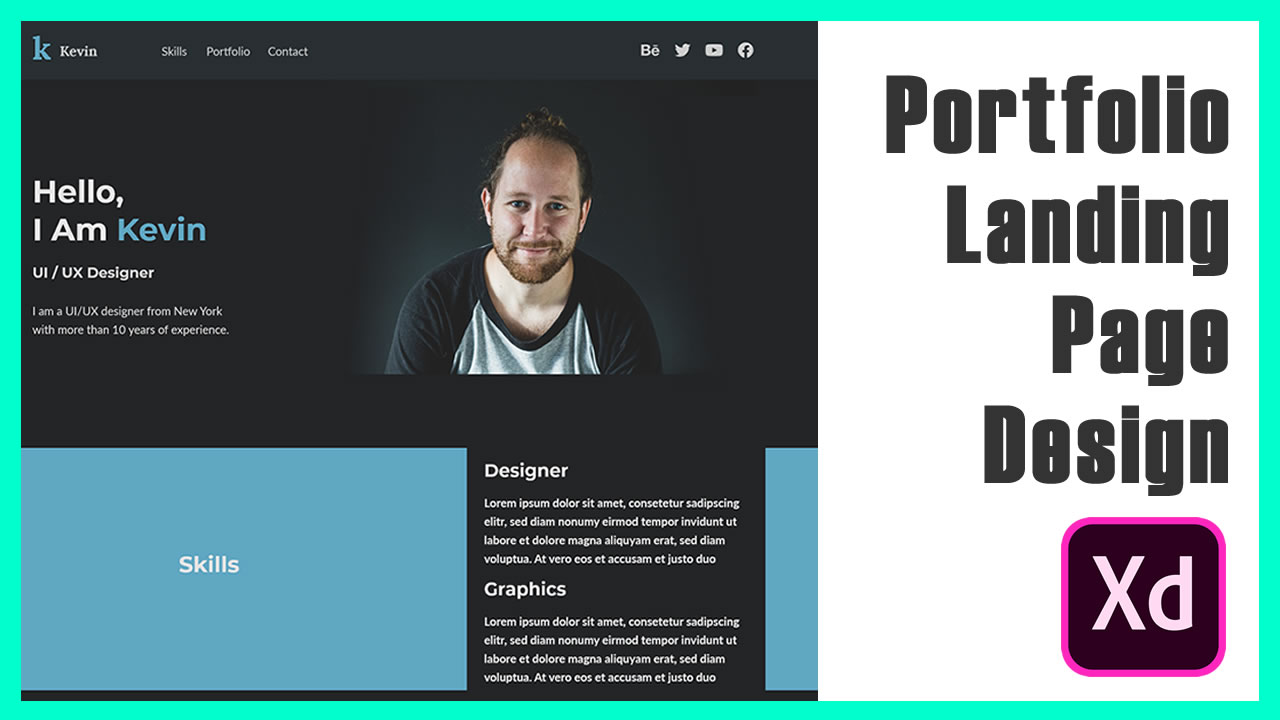 k Kevin Skills Portfolio Contact Bē
Hello,
I Am Kevin
UI / UX Designer
I am a UI/UX designer from New York
with more than 10 years of experience.
Skills
Designer
Lorem ipsum dolor sit amet, consetetur sadipscing
elitr, sed diam nonumy eirmod tempor invidunt ut
labore et dolore magna aliquyam erat, sed diam
voluptua. At vero eos et accusam et justo duo
Graphics
Lorem ipsum dolor sit amet, consetetur sadipscing
elitr, sed diam nonumy eirmod tempor invidunt ut
labore et dolore magna aliquyam erat, sed diam
voluptua. At vero eos et accusam et justo duo
Portfolio
Landing
Page
Design
Xd